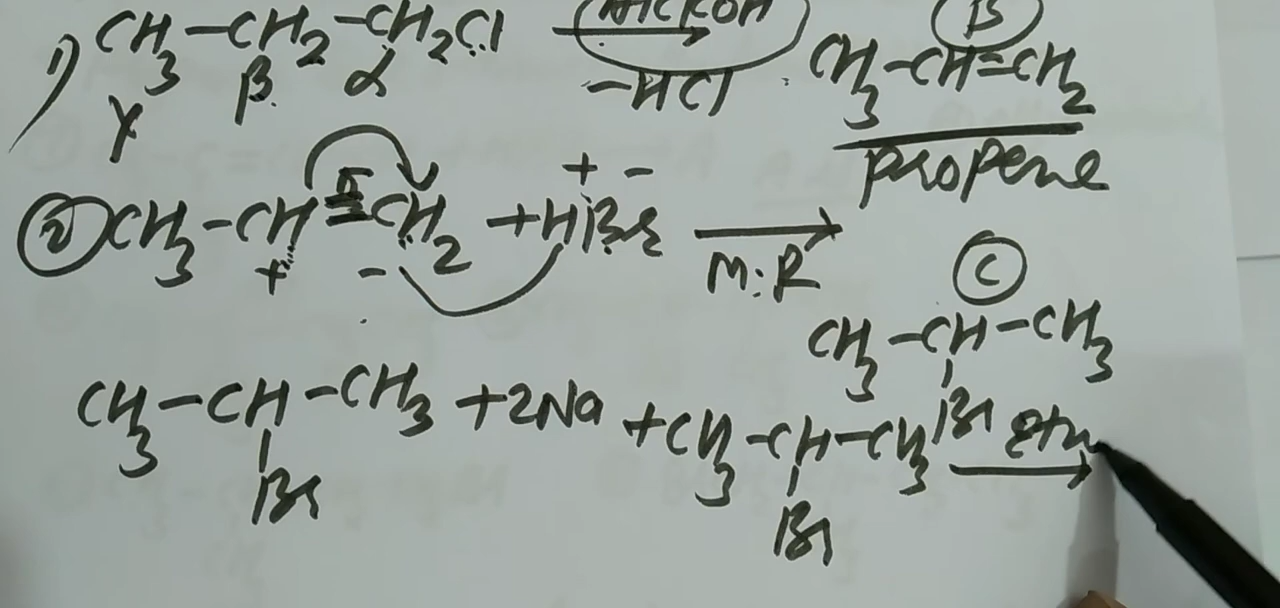 1) CH3-CH2-CH2Cl → alc KOH B
γ β α -HCl CH3-CH=CH2
propene
② CH3-CH=CH2 + HBr → M.R
+ - + -
C
CH3-CH-CH3
Br
CH3-CH-CH3 + 2Na + CH3-CH-CH3 → Eth
Br Br